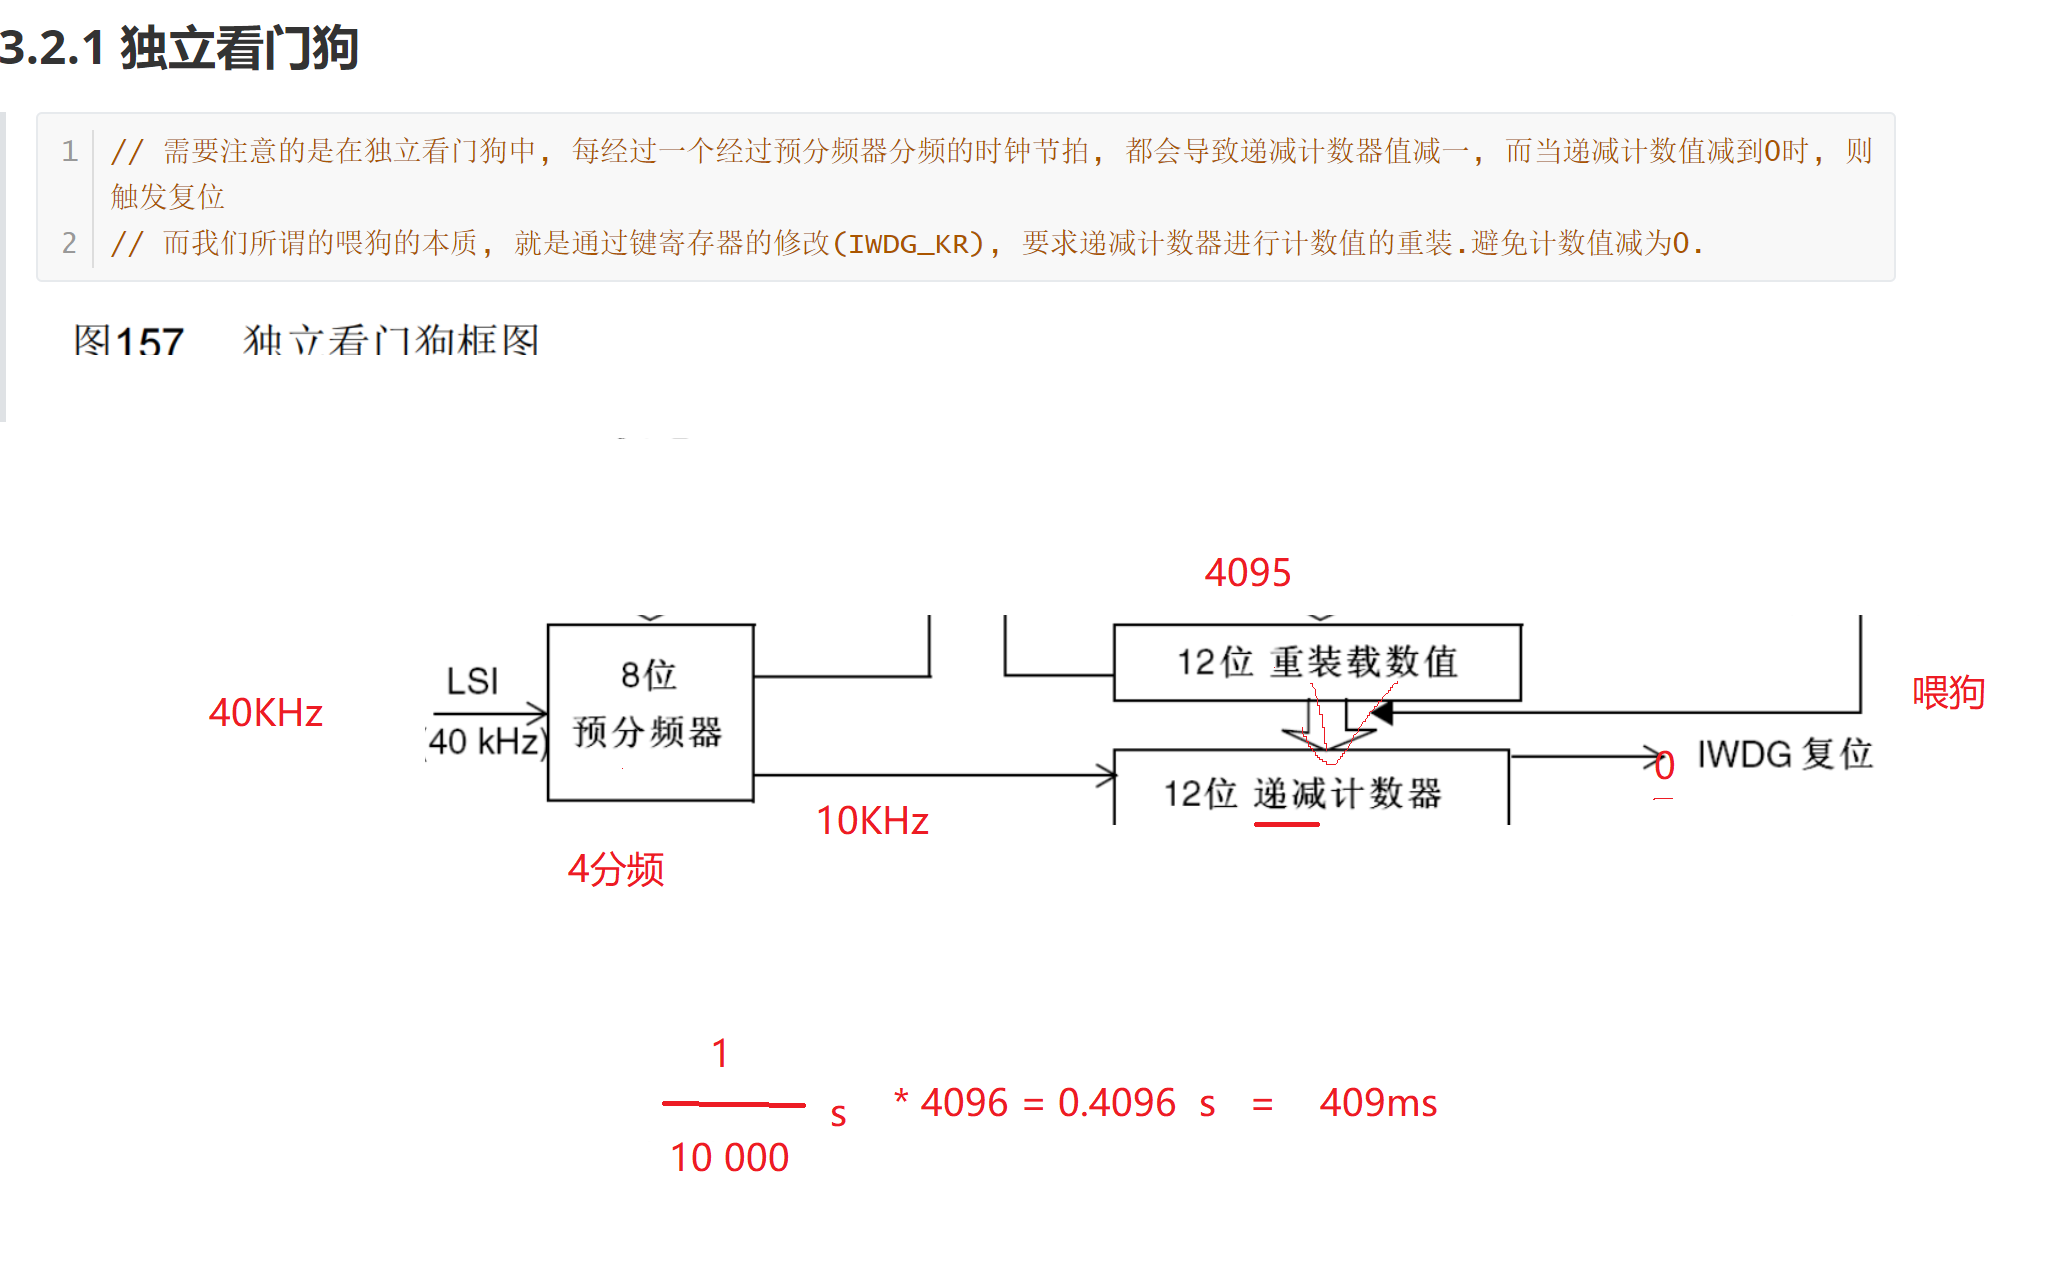 3.2.1 独立看门狗
1 // 需要注意的是在独立看门狗中, 每经过一个经过预分频器分频的时钟节拍, 都会导致递减计数器值减一, 而当递减计数值减到0时, 则
触发复位
2 // 而我们所谓的喂狗的本质, 就是通过键寄存器的修改(IWDG_KR), 要求递减计数器进行计数值的重装.避免计数值减为0.
图157 独立看门狗框图
4095
40KHz
LSI
(40 kHz)
8位
预分频器
12位 重装载数值
喂狗
12位 递减计数器
0
IWDG 复位
10KHz
4分频
1
10 000
s * 4096 = 0.4096 s = 409ms